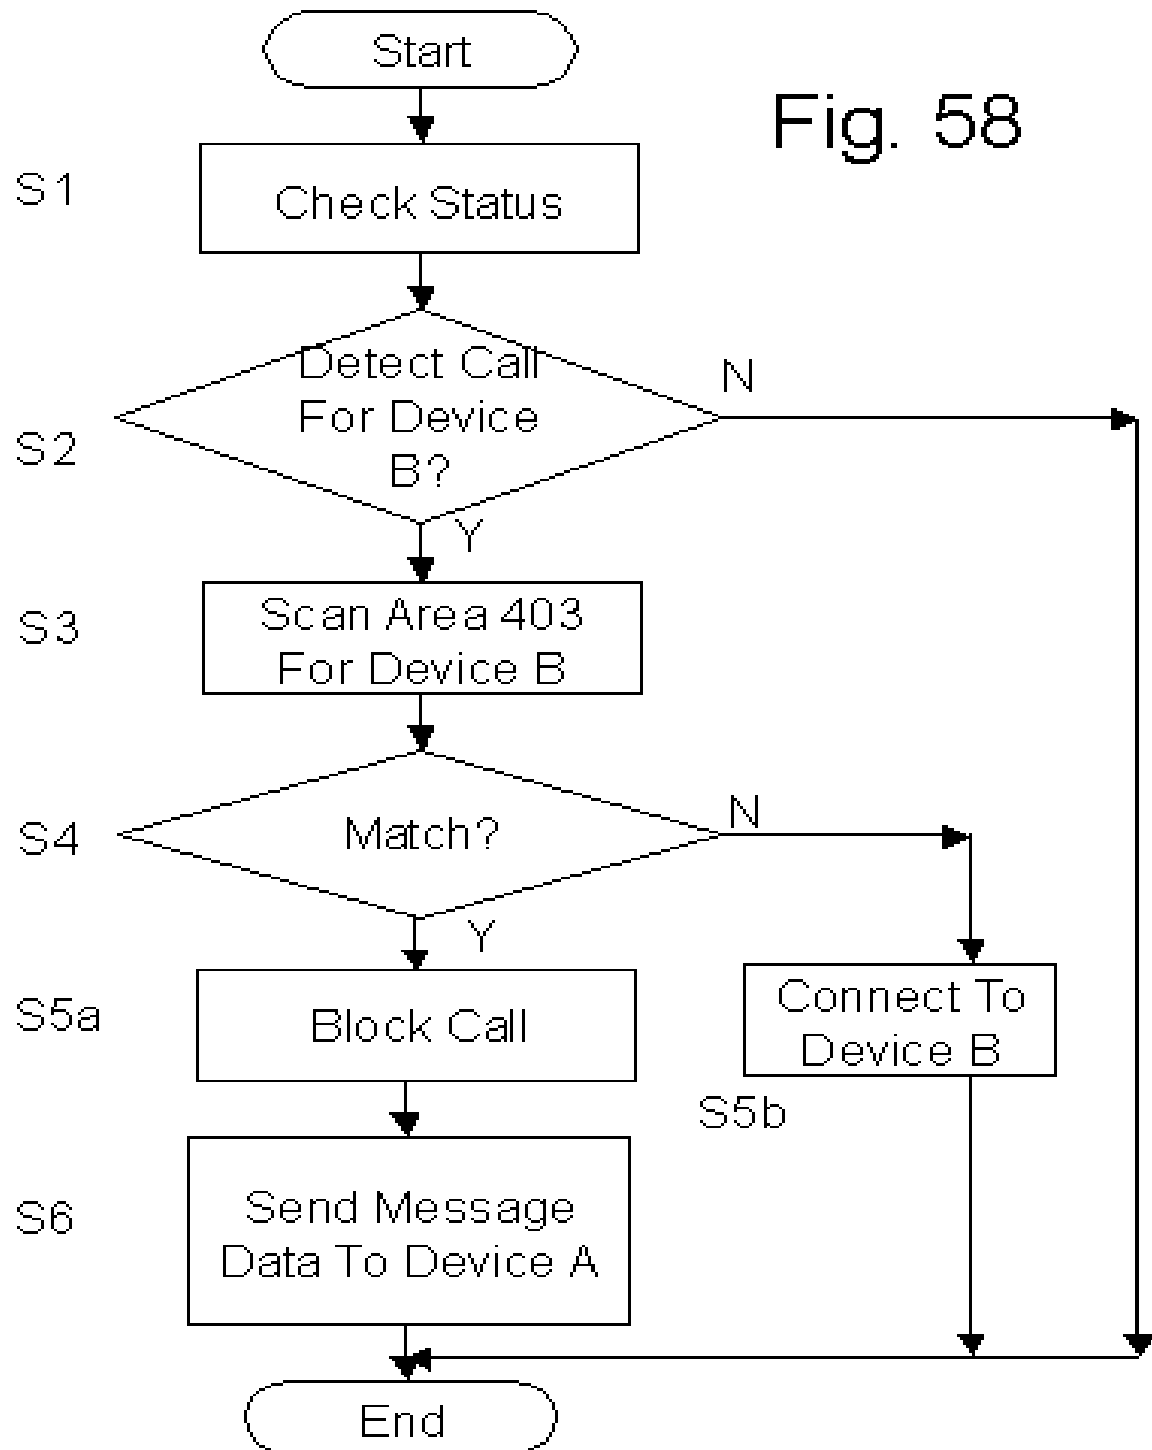 Start
Fig. 58
S1
Check Status
Detect Call
For Device
B?
N
S2
Y
S3
Scan Area 403
For Device B
N
S4
Match?
Y
S5a
Block Call
Connect To
Device B
S5b
S6
Send Message
Data To Device A
End